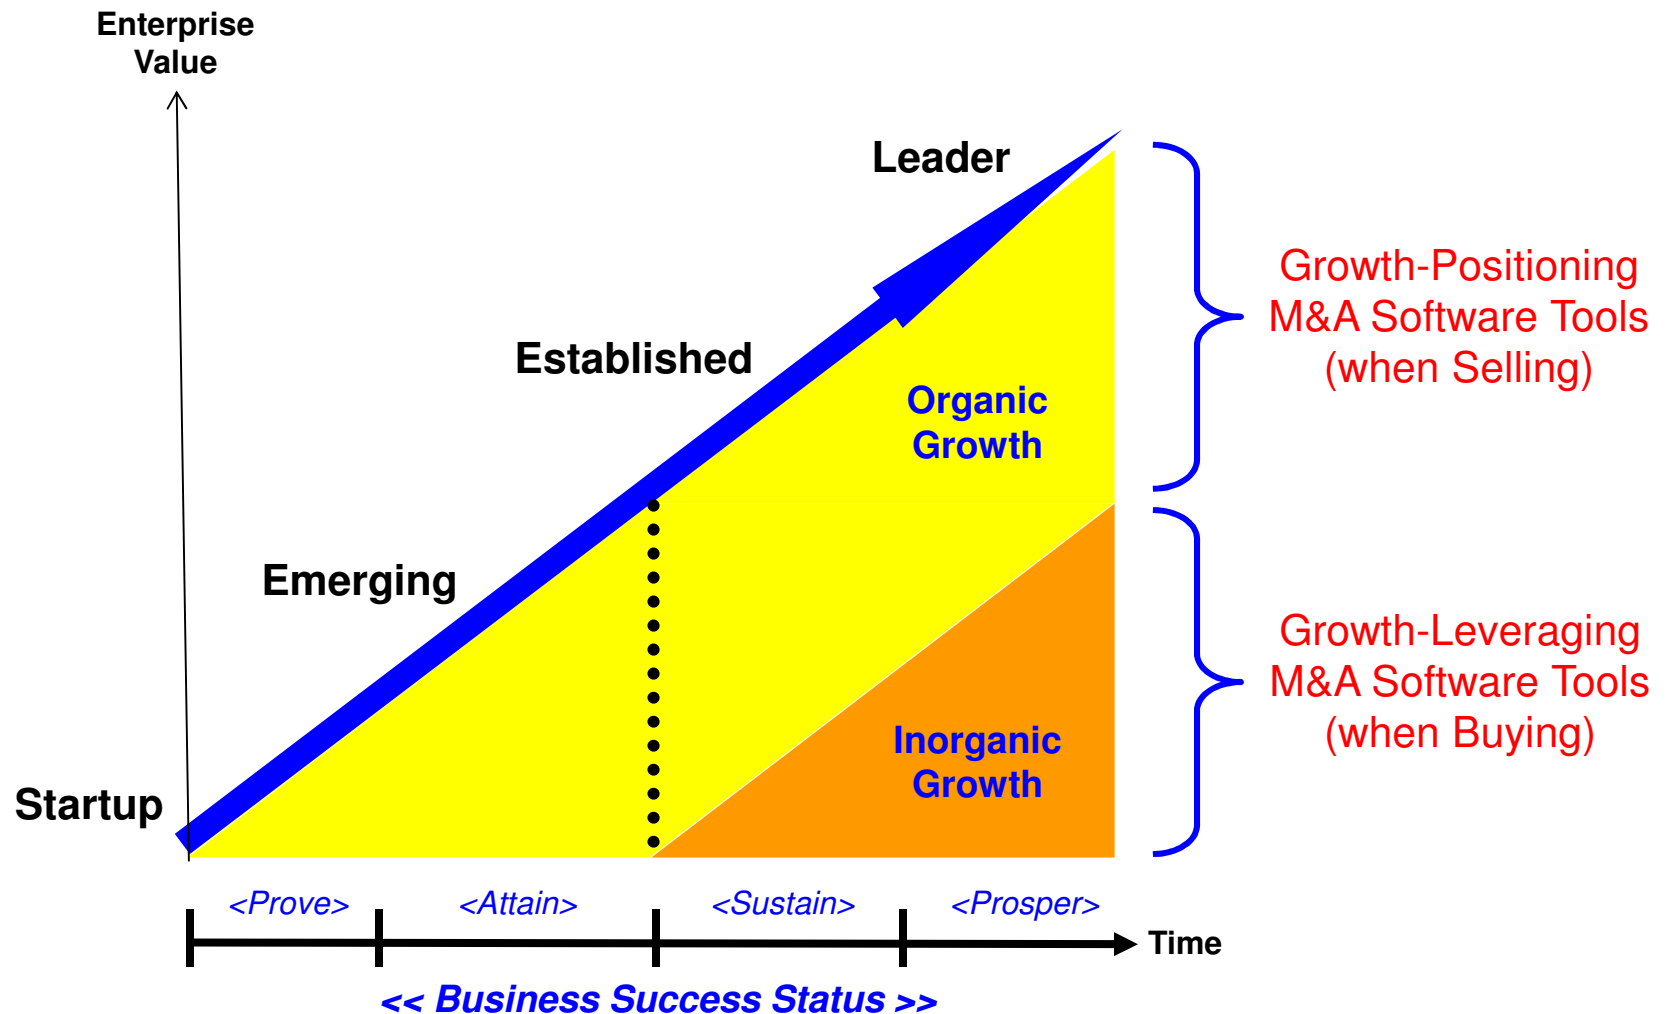 Enterprise
Value
Leader
Growth-Positioning
M&A Software Tools
(when Selling)
Established
Organic
Growth
Emerging
Growth-Leveraging
M&A Software Tools
(when Buying)
Inorganic
Growth
Startup
<Prove> <Attain> <Sustain> <Prosper>
Time
<< Business Success Status >>